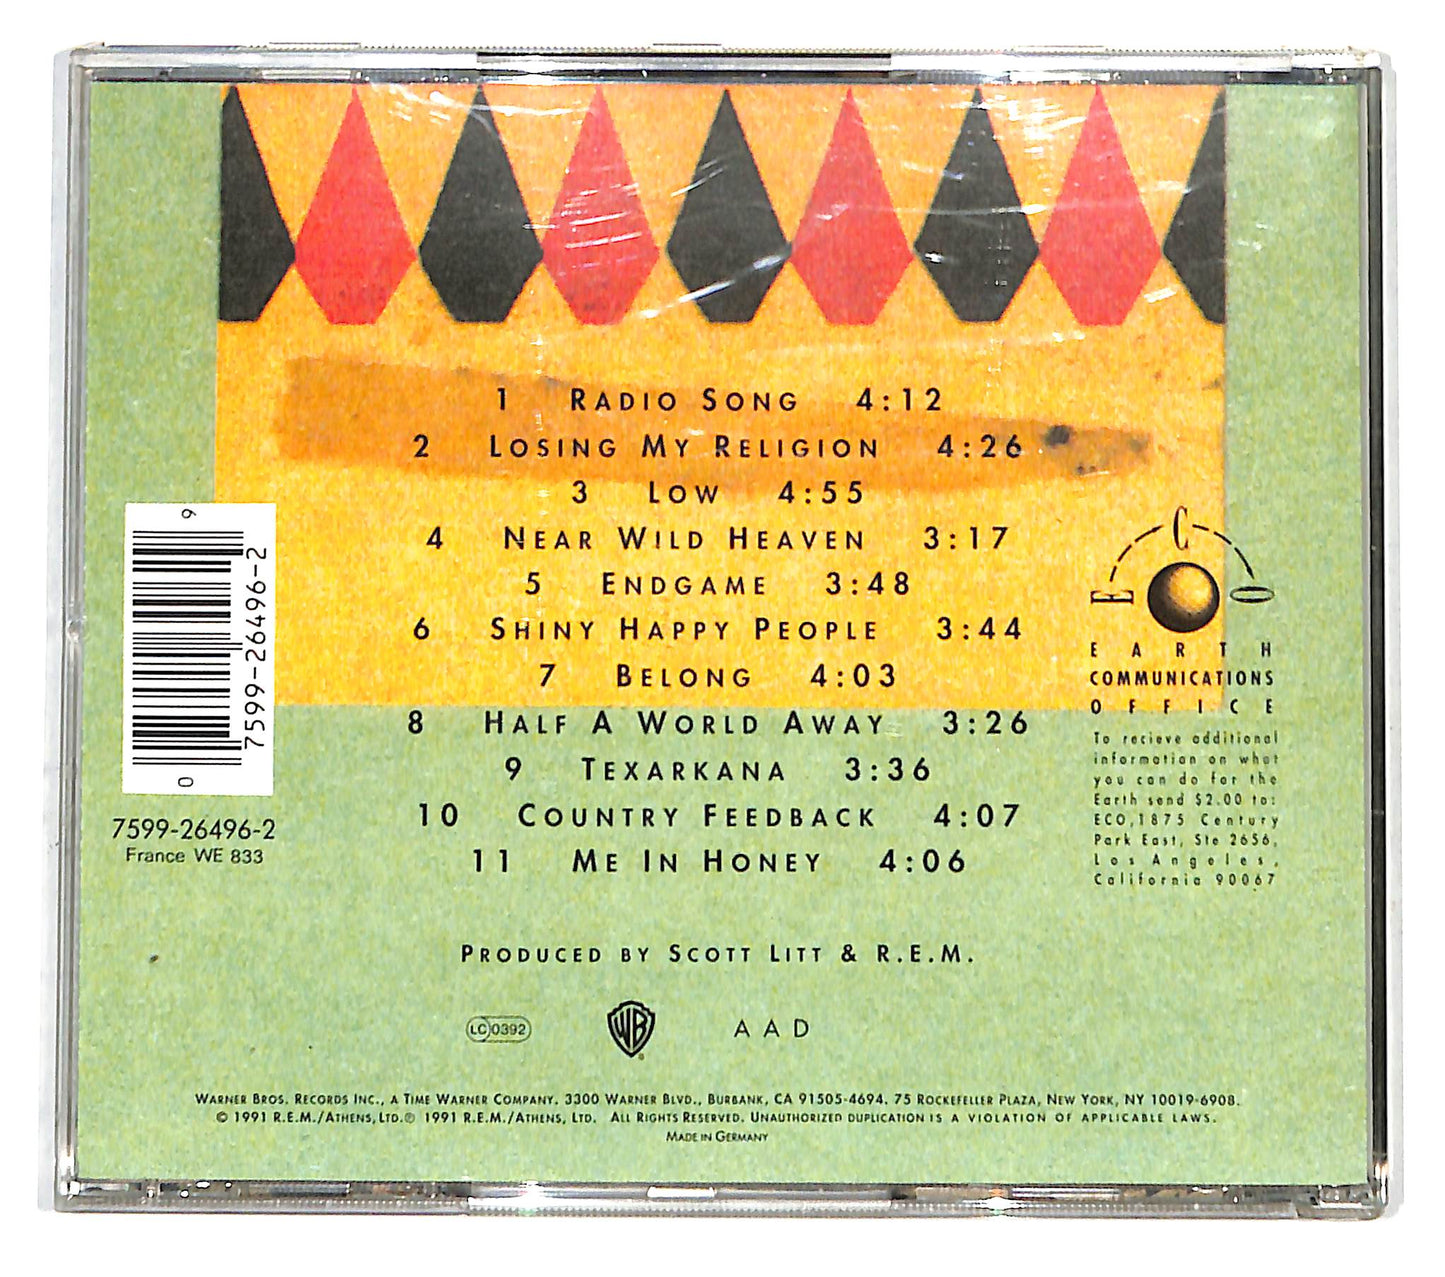 1 RADIO SONG 4:12
2 LOSING MY RELIGION 4:26
3 LOW 4:55
4 NEAR WILD HEAVEN 3:17
5 ENDGAME 3:48
6 SHINY HAPPY PEOPLE 3:44
7 BELONG 4:03
8 HALF A WORLD AWAY 3:26
9 TEXARKANA 3:36
10 COUNTRY FEEDBACK 4:07
11 ME IN HONEY 4:06
9
7599-26496-2
0
7599-26496-2
France WE 833
E C O
EARTH
COMMUNICATIONS
OFFICE
To recieve additional
information on what
you can do for the
Earth send $2.00 to:
ECO, 1875 Century
Park East, Ste 2656,
Los Angeles,
California 90067
PRODUCED BY SCOTT LITT & R.E.M.
LC 0392
WB
®
AAD
WARNER BROS. RECORDS INC., A TIME WARNER COMPANY. 3300 WARNER BLVD., BURBANK, CA 91505-4694. 75 ROCKEFELLER PLAZA, NEW YORK, NY 10019-6908.
© 1991 R.E.M./ATHENS, LTD. ℗ 1991 R.E.M./ATHENS, LTD. ALL RIGHTS RESERVED. UNAUTHORIZED DUPLICATION IS A VIOLATION OF APPLICABLE LAWS.
MADE IN GERMANY